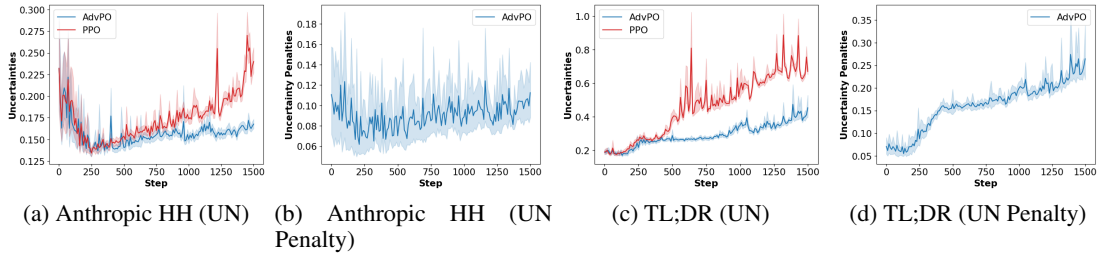 0.300
0.275
0.250
0.225
0.200
0.175
0.150
0.125
Uncertainties
AdvPO
PPO
0 250 500 750 1000 1250 1500
Step
(a) Anthropic HH (UN)
0.18
0.16
0.14
0.12
0.10
0.08
0.06
Uncertainty Penalties
AdvPO
0 250 500 750 1000 1250 1500
Step
(b) Anthropic HH (UN
Penalty)
1.0
0.8
0.6
0.4
0.2
Uncertainties
AdvPO
PPO
0 250 500 750 1000 1250 1500
Step
(c) TL;DR (UN)
0.35
0.30
0.25
0.20
0.15
0.10
0.05
Uncertainty Penalties
AdvPO
0 250 500 750 1000 1250 1500
Step
(d) TL;DR (UN Penalty)